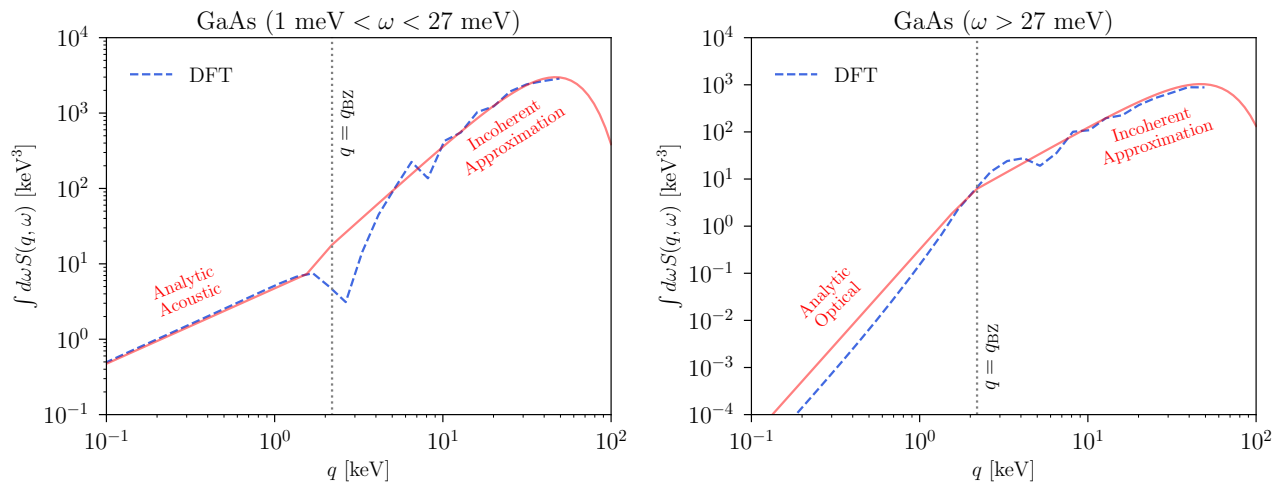 GaAs (1 meV < ω < 27 meV)
10⁴
10³
10²
10¹
10⁰
10⁻¹
∫ dωS(q, ω) [keV³]
DFT
q = q_BZ
Incoherent
Approximation
Analytic
Acoustic
10⁻¹
10⁰
10¹
10²
q [keV]
GaAs (ω > 27 meV)
10⁴
10³
10²
10¹
10⁰
10⁻¹
10⁻²
10⁻³
10⁻⁴
∫ dωS(q, ω) [keV³]
DFT
Incoherent
Approximation
Analytic
Optical
q = q_BZ
10⁻¹
10⁰
10¹
10²
q [keV]